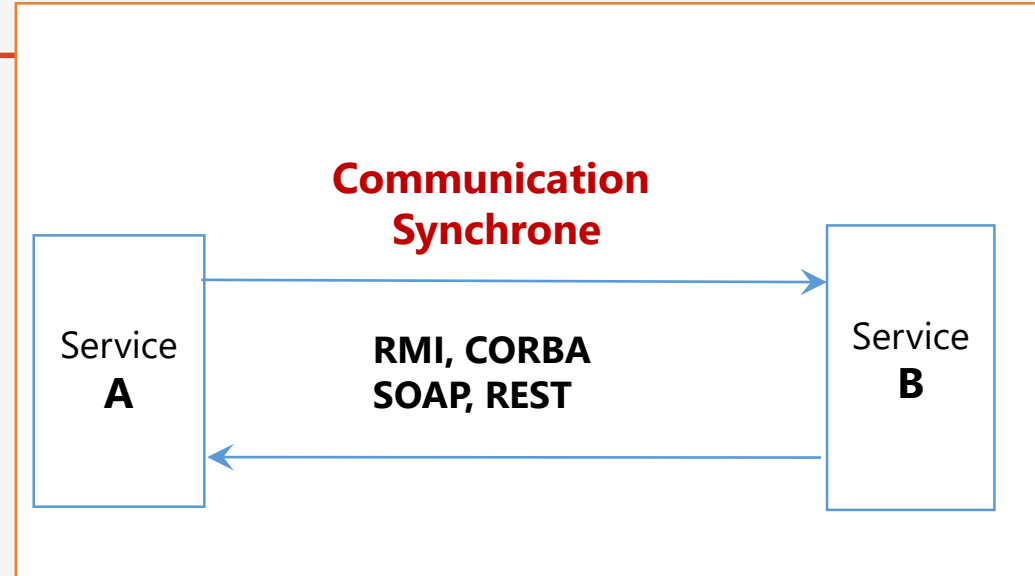 Communication
Synchrone
Service
A
RMI, CORBA
SOAP, REST
Service
B